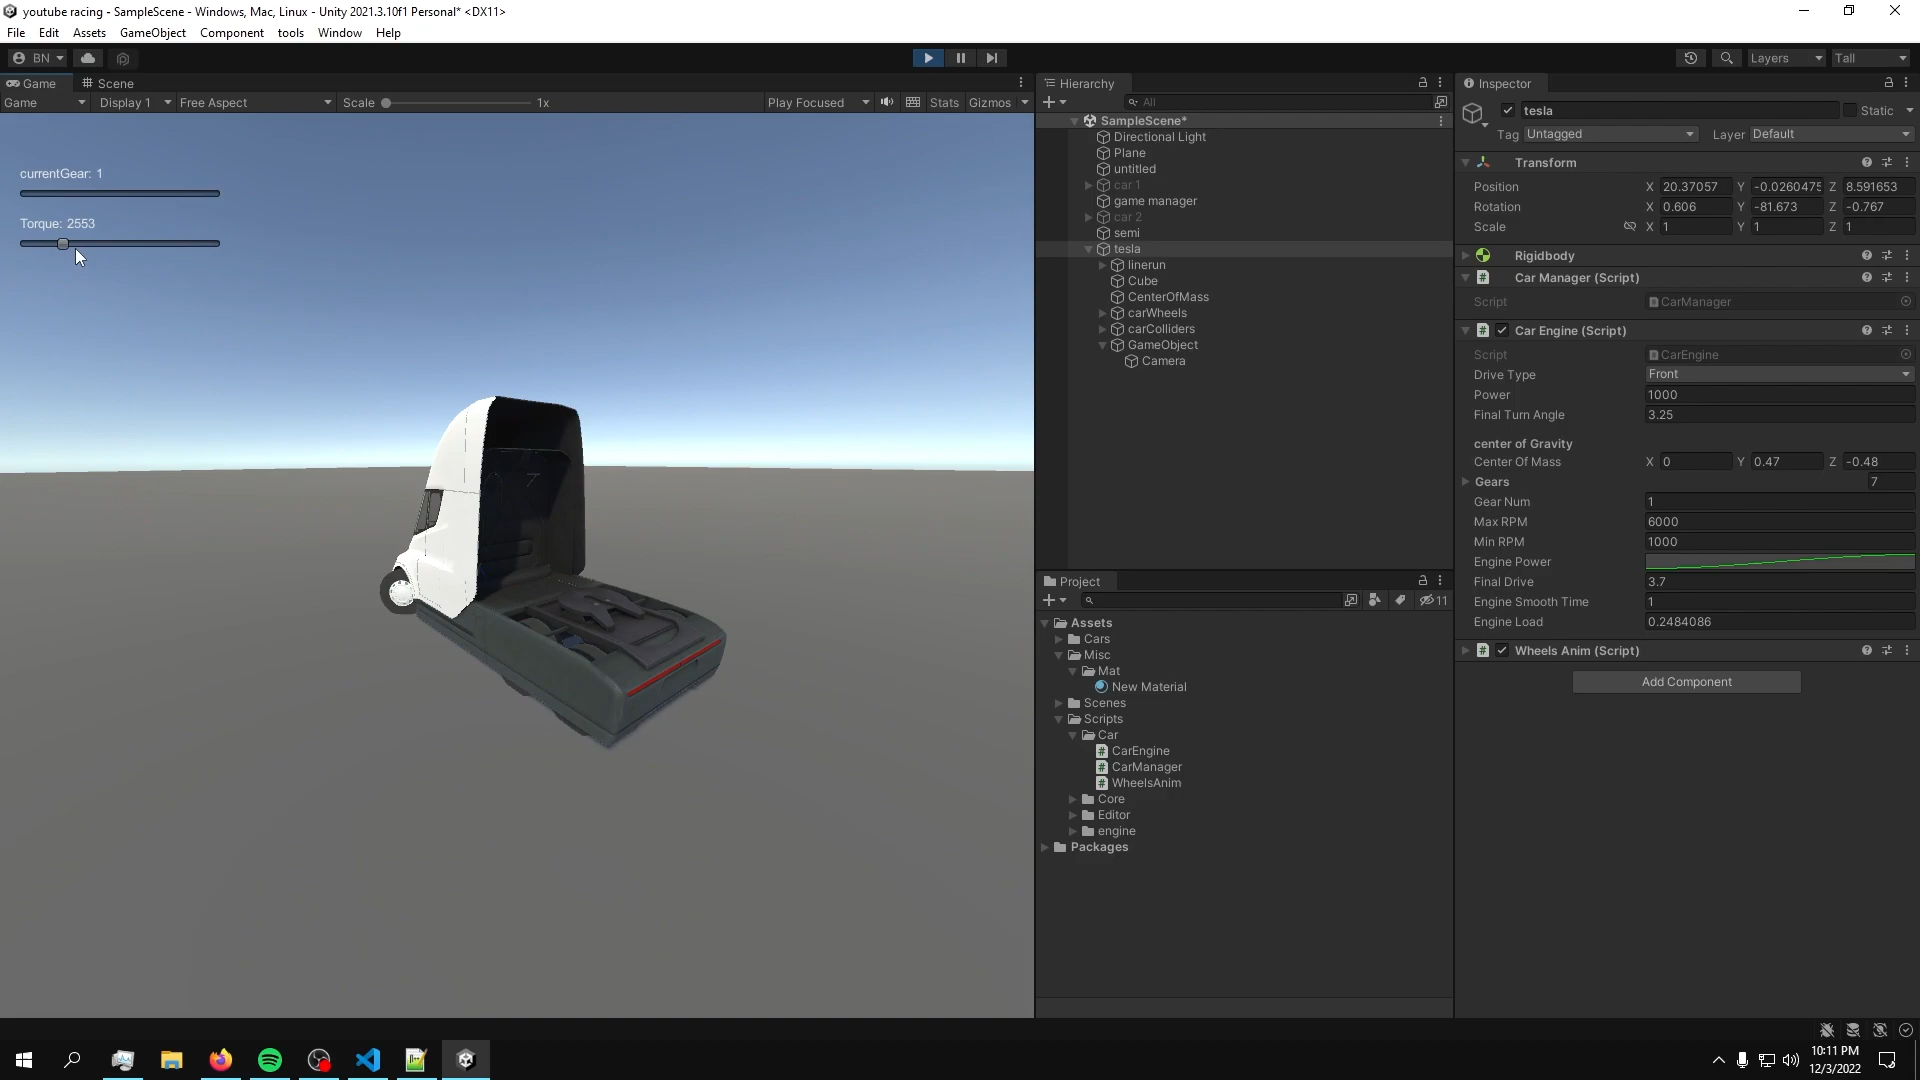 youtube racing - SampleScene - Windows, Mac, Linux - Unity 2021.3.10f1 Personal* <DX11>
File Edit Assets GameObject Component tools Window Help
BN
Layers Tall
Game Scene
Game Display 1 Free Aspect Scale 1x Play Focused Stats Gizmos
currentGear: 1
Torque: 2553
Hierarchy
All
SampleScene*
Directional Light
Plane
untitled
car 1
game manager
car 2
semi
tesla
linerun
Cube
CenterOfMass
carWheels
carColliders
GameObject
Camera
Project
11
Assets
Cars
Misc
Mat
New Material
Scenes
Scripts
Car
CarEngine
CarManager
WheelsAnim
Core
Editor
engine
Packages
Inspector
tesla Static
Tag Untagged Layer Default
Transform
Position X 20.37057 Y -0.0260475 Z 8.591653
Rotation X 0.606 Y -81.673 Z -0.767
Scale X 1 Y 1 Z 1
Rigidbody
Car Manager (Script)
Script CarManager
Car Engine (Script)
Script CarEngine
Drive Type Front
Power 1000
Final Turn Angle 3.25
center of Gravity
Center Of Mass X 0 Y 0.47 Z -0.48
Gears 7
Gear Num 1
Max RPM 6000
Min RPM 1000
Engine Power
Final Drive 3.7
Engine Smooth Time 1
Engine Load 0.2484086
Wheels Anim (Script)
Add Component
10:11 PM
12/3/2022